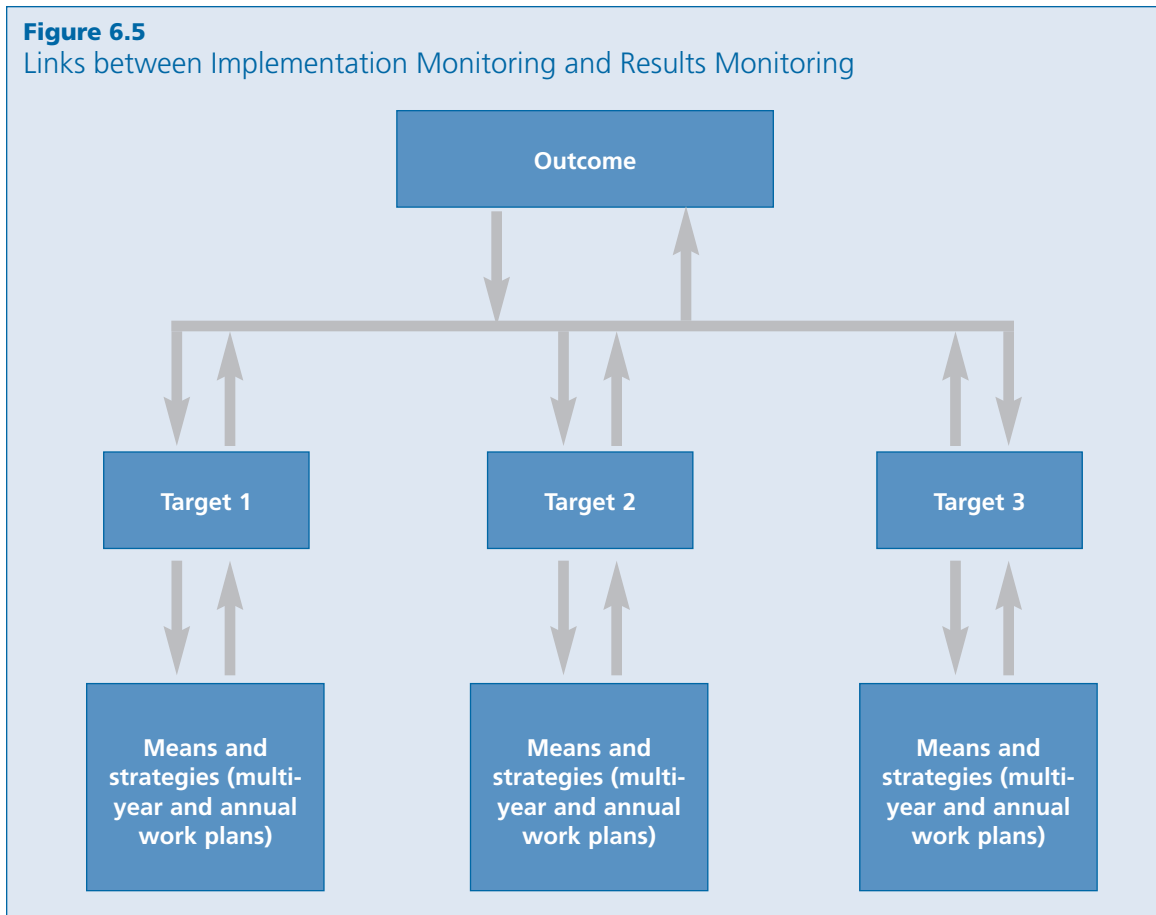 Figure 6.5
Links between Implementation Monitoring and Results Monitoring
Outcome
Target 1
Target 2
Target 3
Means and
strategies (multi-
year and annual
work plans)
Means and
strategies (multi-
year and annual
work plans)
Means and
strategies (multi-
year and annual
work plans)